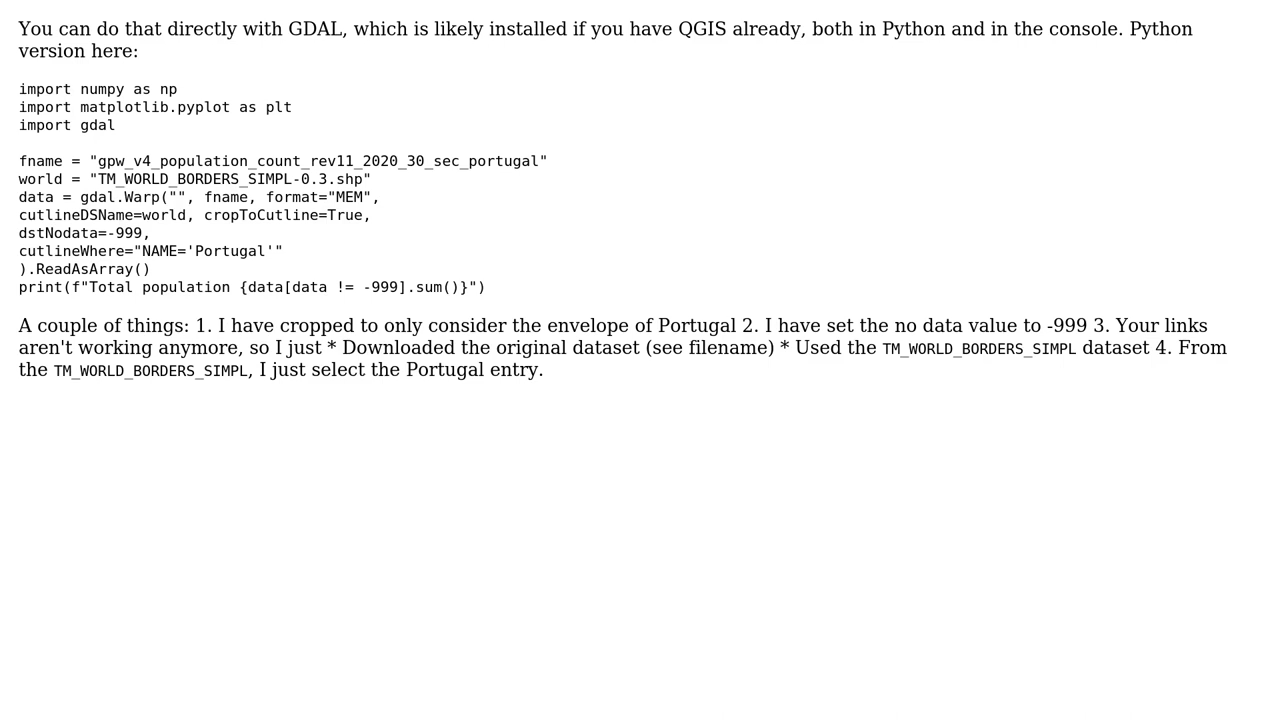 You can do that directly with GDAL, which is likely installed if you have QGIS already, both in Python and in the console. Python
version here:
import numpy as np
import matplotlib.pyplot as plt
import gdal
fname = "gpw_v4_population_count_rev11_2020_30_sec_portugal"
world = "TM_WORLD_BORDERS_SIMPL-0.3.shp"
data = gdal.Warp("", fname, format="MEM",
cutlineDSName=world, cropToCutline=True,
dstNodata=-999,
cutlineWhere="NAME='Portugal'"
).ReadAsArray()
print(f"Total population {data[data != -999].sum()}")
A couple of things: 1. I have cropped to only consider the envelope of Portugal 2. I have set the no data value to -999 3. Your links
aren't working anymore, so I just * Downloaded the original dataset (see filename) * Used the TM_WORLD_BORDERS_SIMPL dataset 4. From
the TM_WORLD_BORDERS_SIMPL, I just select the Portugal entry.